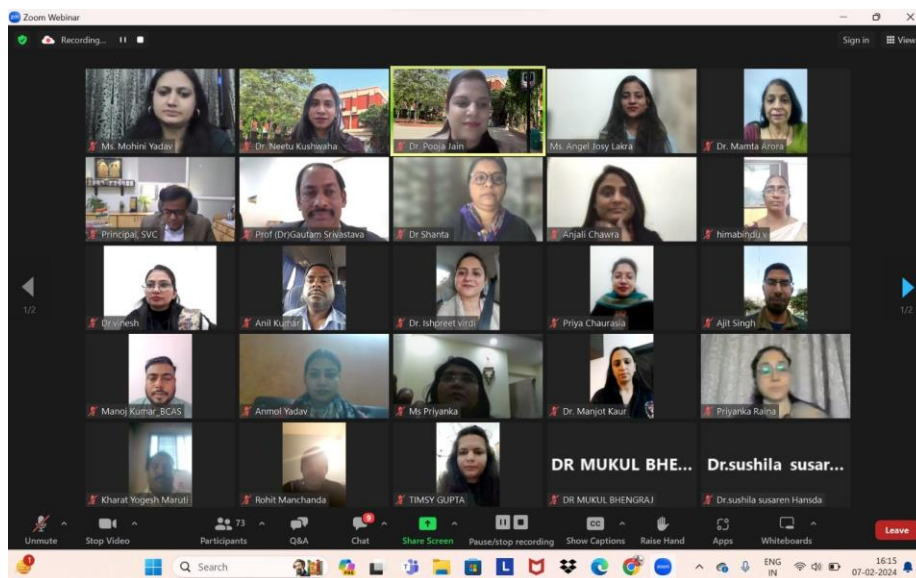 Zoom Webinar
Recording...
Sign in
View
Ms. Mohini Yadav
Dr. Neetu Kushwaha
Dr. Pooja Jain
Ms. Angel Josy Lakra
Dr. Mamta Arora
Principal, SVC
Prof (Dr)Gautam Srivastava
Dr Shanta
Anjali Chawra
himabindu v
1/2
1/2
Dr vinesh
Anil Kumar
Dr. Ishpreet virdi
Priya Chaurasia
Ajit Singh
Manoj Kumar_BCAS
Anmol Yadav
Ms Priyanka
Dr. Manjot Kaur
Priyanka Raina
DR MUKUL BHE...
Dr.sushila susar...
Kharat Yogesh Maruti
Rohit Manchanda
TIMSY GUPTA
DR MUKUL BHENGRAJ
Dr.sushila susaren Hansda
73
9
Unmute
Stop Video
Participants
Q&A
Chat
Share Screen
Pause/stop recording
Show Captions
Raise Hand
Apps
Whiteboards
Leave
Search
ENG
IN
16:15
07-02-2024